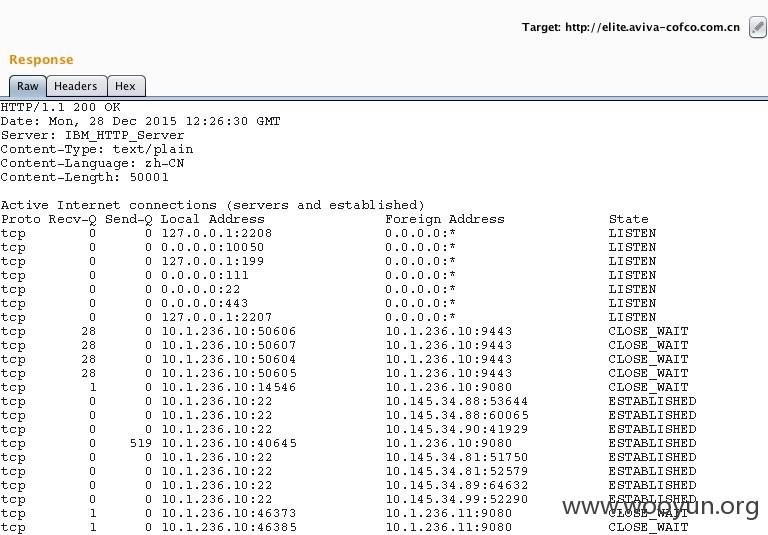 Target: http://elite.aviva-cofco.com.cn
Response
Raw Headers Hex
HTTP/1.1 200 OK
Date: Mon, 28 Dec 2015 12:26:30 GMT
Server: IBM_HTTP_Server
Content-Type: text/plain
Content-Language: zh-CN
Content-Length: 50001
Active Internet connections (servers and established)
Proto Recv-Q Send-Q Local Address Foreign Address State
tcp 0 0 127.0.0.1:2208 0.0.0.0:* LISTEN
tcp 0 0 0.0.0.0:10050 0.0.0.0:* LISTEN
tcp 0 0 127.0.0.1:199 0.0.0.0:* LISTEN
tcp 0 0 0.0.0.0:111 0.0.0.0:* LISTEN
tcp 0 0 0.0.0.0:22 0.0.0.0:* LISTEN
tcp 0 0 0.0.0.0:443 0.0.0.0:* LISTEN
tcp 0 0 127.0.0.1:2207 0.0.0.0:* LISTEN
tcp 28 0 10.1.236.10:50606 10.1.236.10:9443 CLOSE_WAIT
tcp 28 0 10.1.236.10:50607 10.1.236.10:9443 CLOSE_WAIT
tcp 28 0 10.1.236.10:50604 10.1.236.10:9443 CLOSE_WAIT
tcp 28 0 10.1.236.10:50605 10.1.236.10:9443 CLOSE_WAIT
tcp 1 0 10.1.236.10:14546 10.1.236.10:9080 CLOSE_WAIT
tcp 0 0 10.1.236.10:22 10.145.34.88:53644 ESTABLISHED
tcp 0 0 10.1.236.10:22 10.145.34.88:60065 ESTABLISHED
tcp 0 0 10.1.236.10:22 10.145.34.90:41929 ESTABLISHED
tcp 0 519 10.1.236.10:40645 10.1.236.10:9080 ESTABLISHED
tcp 0 0 10.1.236.10:22 10.145.34.81:51750 ESTABLISHED
tcp 0 0 10.1.236.10:22 10.145.34.81:52579 ESTABLISHED
tcp 0 0 10.1.236.10:22 10.145.34.89:64632 ESTABLISHED
tcp 0 0 10.1.236.10:22 10.145.34.99:52290 ESTABLISHED
tcp 1 0 10.1.236.10:46373 10.1.236.11:9080 CLOSE_WAIT
tcp 1 0 10.1.236.10:46385 10.1.236.11:9080 CLOSE_WAIT
www.wooyun.org